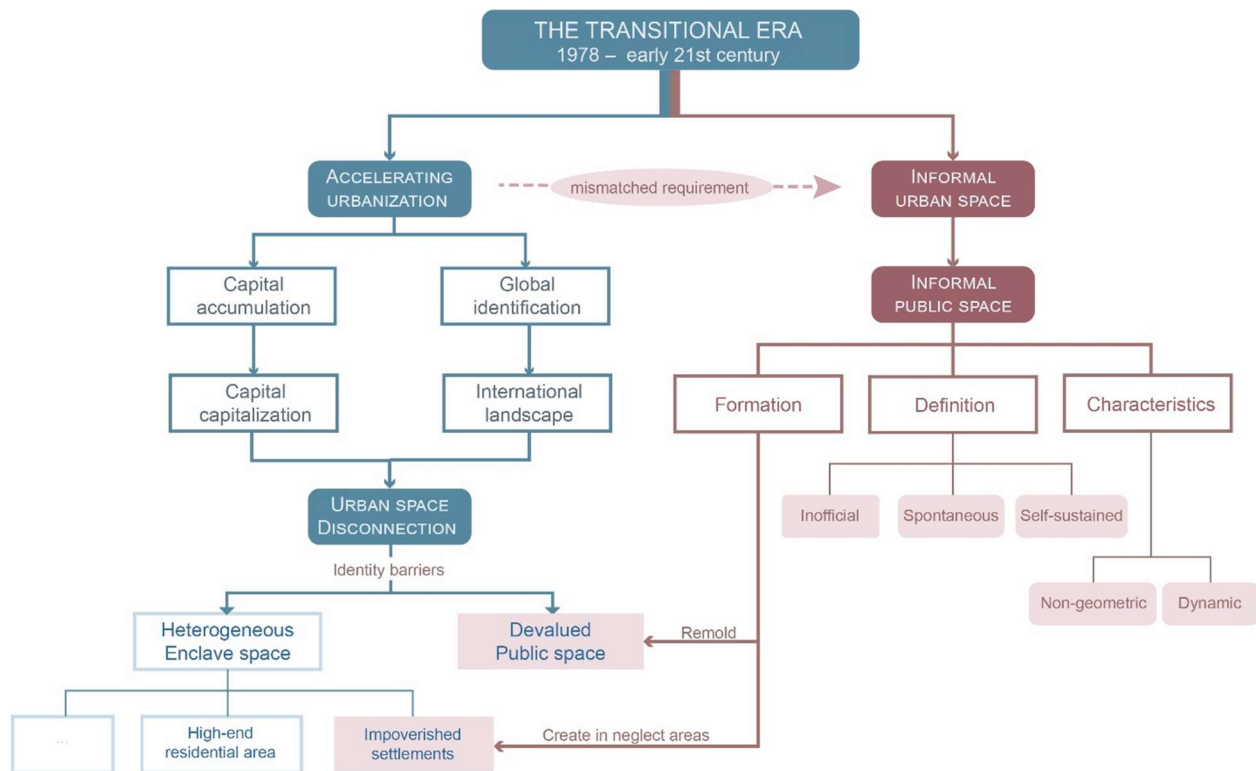 THE TRANSITIONAL ERA
1978 – early 21st century
ACCELERATING
URBANIZATION
mismatched requirement
INFORMAL
URBAN SPACE
Capital
accumulation
Global
identification
INFORMAL
PUBLIC SPACE
Capital
capitalization
International
landscape
Formation
Definition
Characteristics
URBAN SPACE
DISCONNECTION
Inofficial
Spontaneous
Self-sustained
Identity barriers
Non-geometric
Dynamic
Heterogeneous
Enclave space
Devalued
Public space
Remold
...
High-end
residential area
Impoverished
settlements
Create in neglect areas